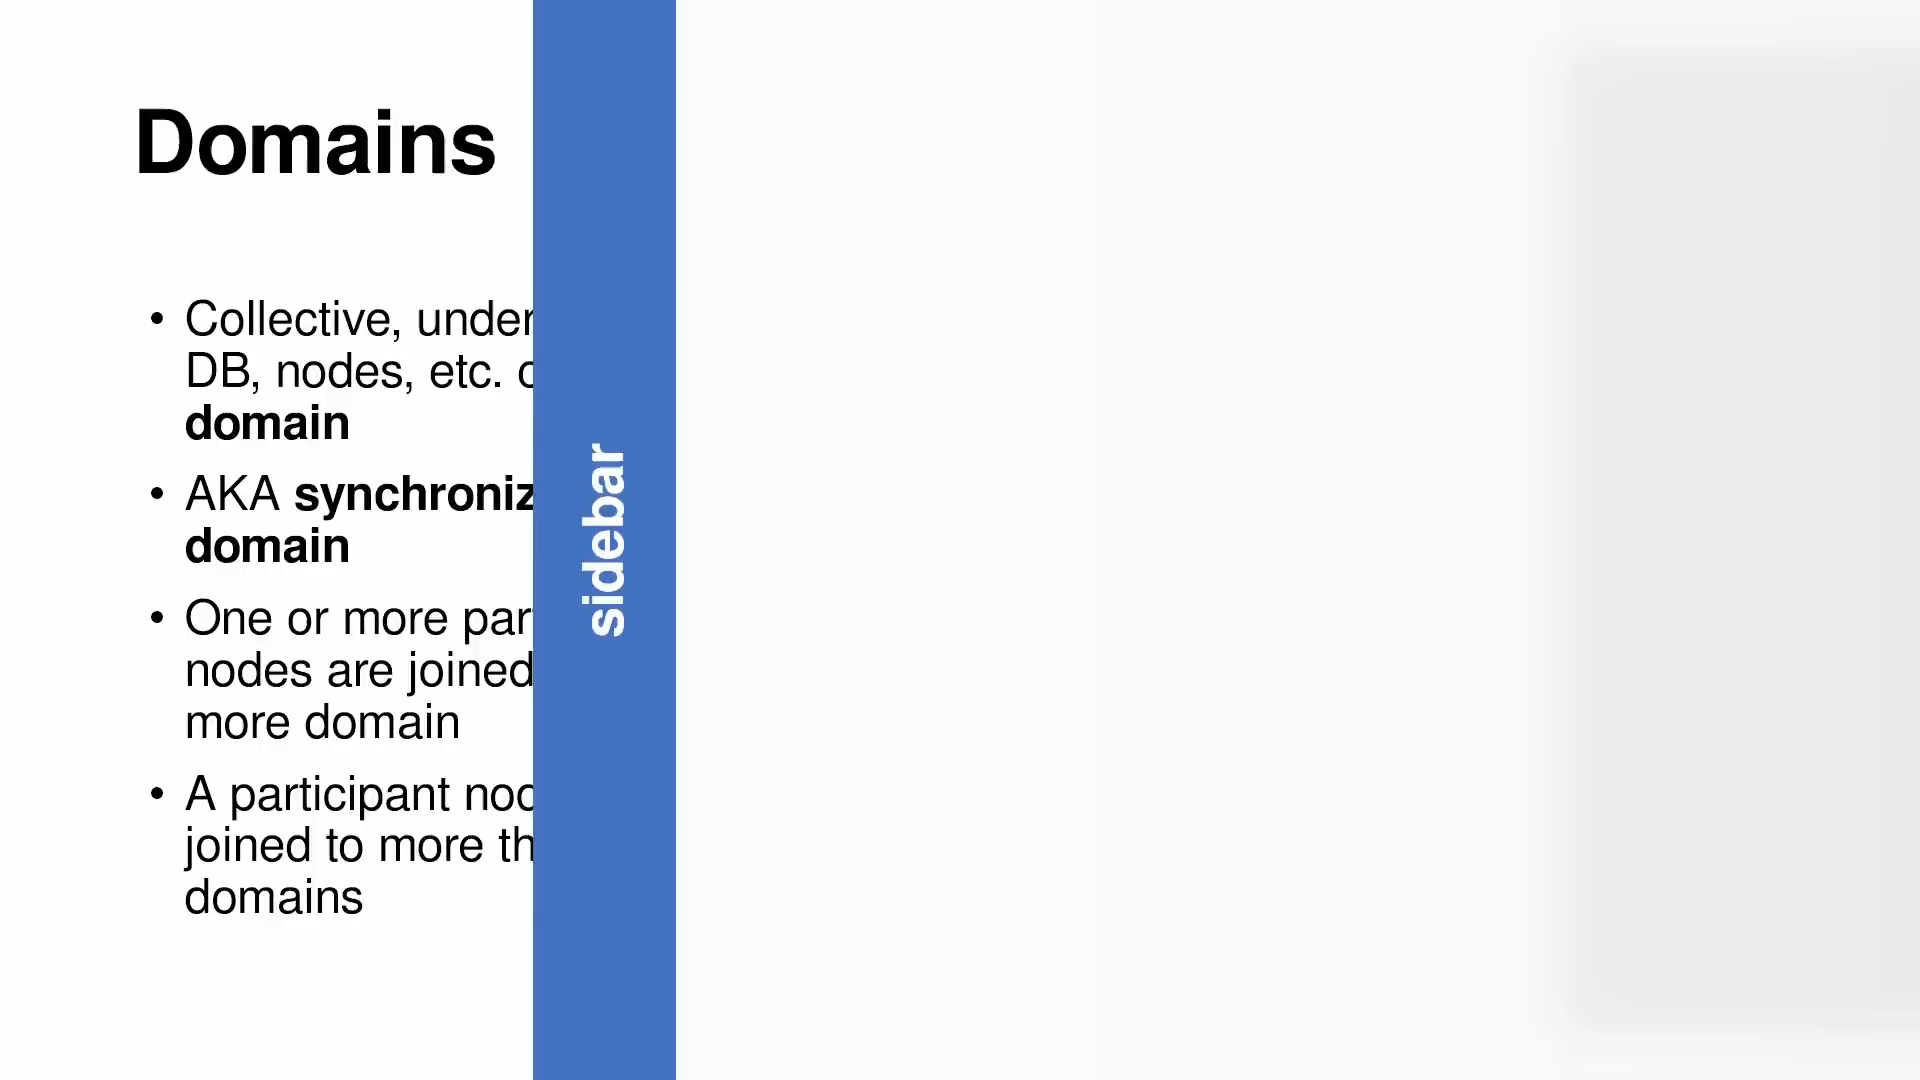 Domains
• Collective, under
DB, nodes, etc.
domain
• AKA synchroniz
domain
• One or more par
nodes are joined
more domain
• A participant
joined to more th
domains
sidebar